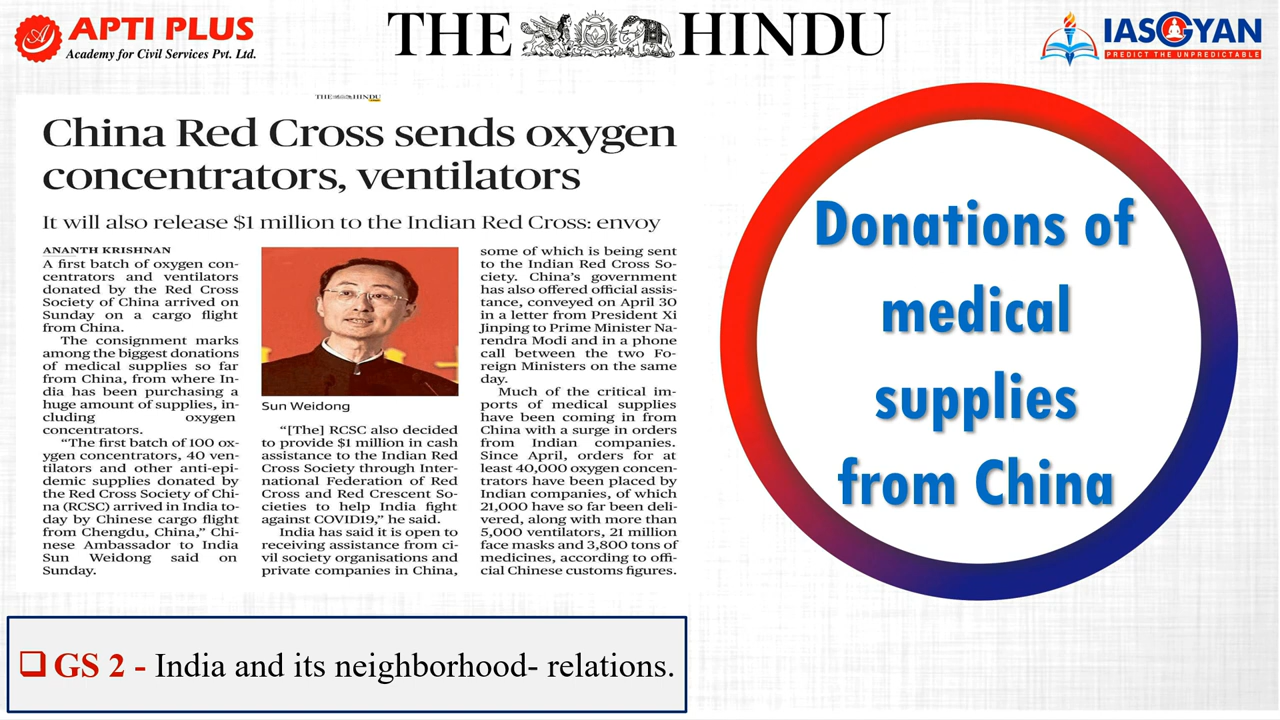 APTI PLUS
Academy for Civil Services Pvt. Ltd.
THE HINDU
IASGYAN
PREDICT THE UNPREDICTABLE
THE HINDU
China Red Cross sends oxygen
concentrators, ventilators
It will also release $1 million to the Indian Red Cross: envoy
ANANTH KRISHNAN
A first batch of oxygen con-
centrators and ventilators
donated by the Red Cross
Society of China arrived on
Sunday on a cargo flight
from China.
The consignment marks
among the biggest donations
of medical supplies so far
from China, from where In-
dia has been purchasing a
huge amount of supplies, in-
cluding oxygen
concentrators.
“The first batch of 100 ox-
ygen concentrators, 40 ven-
tilators and other anti-epi-
demic supplies donated by
the Red Cross Society of Chi-
na (RCSC) arrived in India to-
day by Chinese cargo flight
from Chengdu, China,” Chi-
nese Ambassador to India
Sun Weidong said on
Sunday.
Sun Weidong
“[The] RCSC also decided
to provide $1 million in cash
assistance to the Indian Red
Cross Society through Inter-
national Federation of Red
Cross and Red Crescent So-
cieties to help India fight
against COVID19,” he said.
India has said it is open to
receiving assistance from ci-
vil society organisations and
private companies in China,
some of which is being sent
to the Indian Red Cross So-
ciety. China’s government
has also offered official assis-
tance, conveyed on April 30
in a letter from President Xi
Jinping to Prime Minister Na-
rendra Modi and in a phone
call between the two Fo-
reign Ministers on the same
day.
Much of the critical im-
ports of medical supplies
have been coming in from
China with a surge in orders
from Indian companies.
Since April, orders for at
least 40,000 oxygen concen-
trators have been placed by
Indian companies, of which
21,000 have so far been deli-
vered, along with more than
5,000 ventilators, 21 million
face masks and 3,800 tons of
medicines, according to offi-
cial Chinese customs figures.
Donations of
medical
supplies
from China
GS 2 - India and its neighborhood- relations.